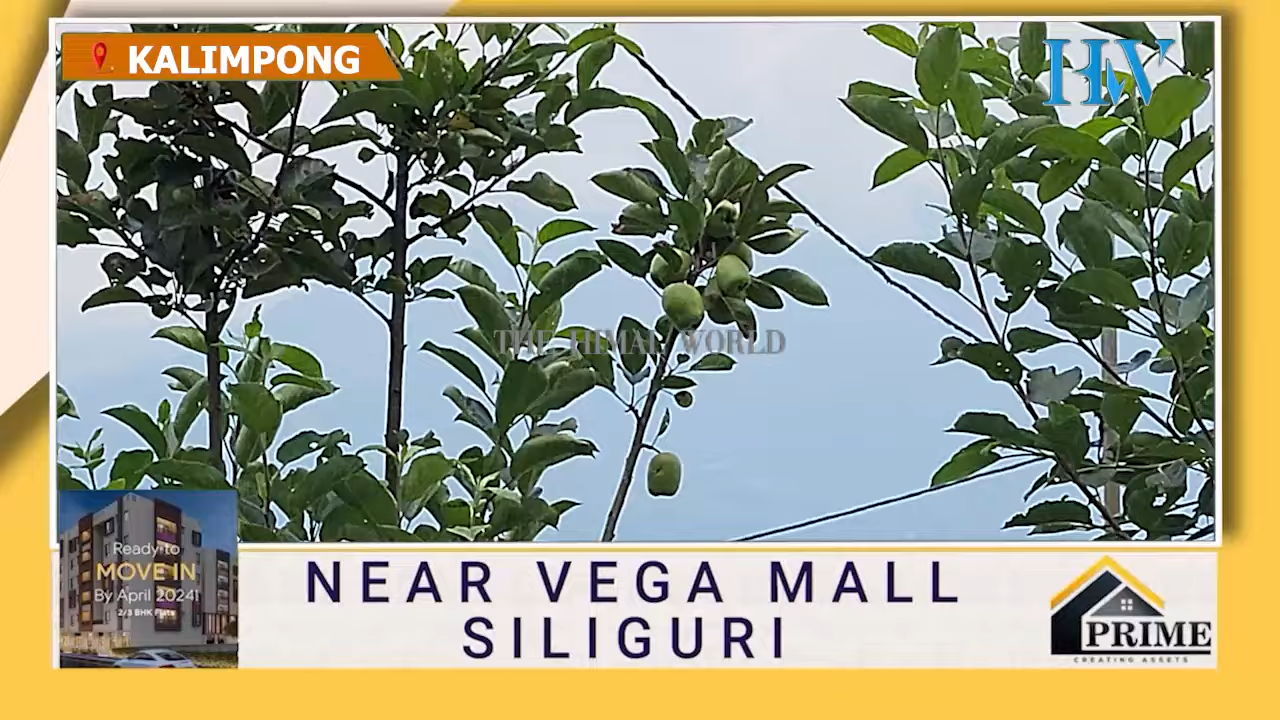 KALIMPONG
HW
THE HIMAL WORLD
Ready to
MOVE IN
By April 2024!
2/3 BHK Flats
NEAR VEGA MALL
SILIGURI
PRIME
CREATING ASSETS